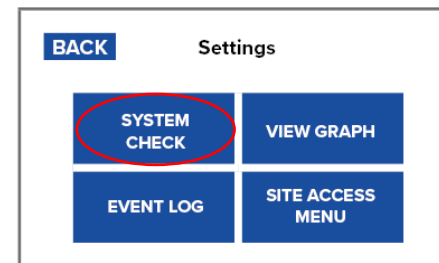 BACK Settings
SYSTEM
CHECK
VIEW GRAPH
EVENT LOG
SITE ACCESS
MENU